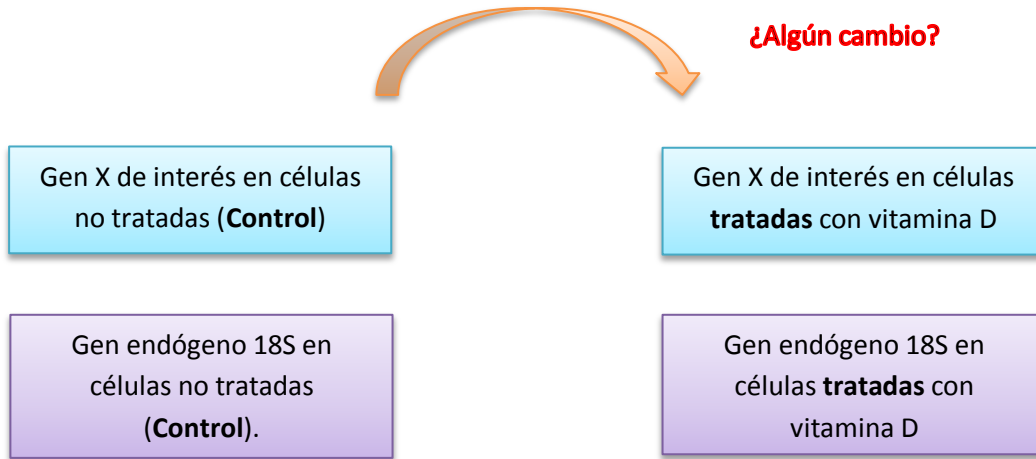 ¿Algún cambio?
Gen X de interés en células
no tratadas (Control)
Gen X de interés en células
tratadas con vitamina D
Gen endógeno 18S en
células no tratadas
(Control).
Gen endógeno 18S en
células tratadas con
vitamina D